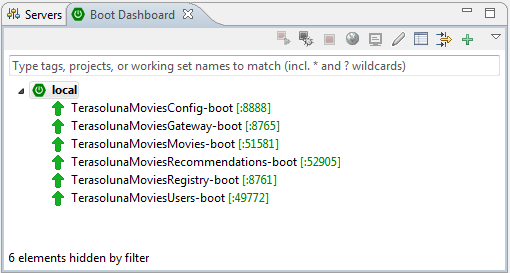 Servers Boot Dashboard
Type tags, projects, or working set names to match (incl. * and ? wildcards)
local
TerasolunaMoviesConfig-boot [:8888]
TerasolunaMoviesGateway-boot [:8765]
TerasolunaMoviesMovies-boot [:51581]
TerasolunaMoviesRecommendations-boot [:52905]
TerasolunaMoviesRegistry-boot [:8761]
TerasolunaMoviesUsers-boot [:49772]
6 elements hidden by filter